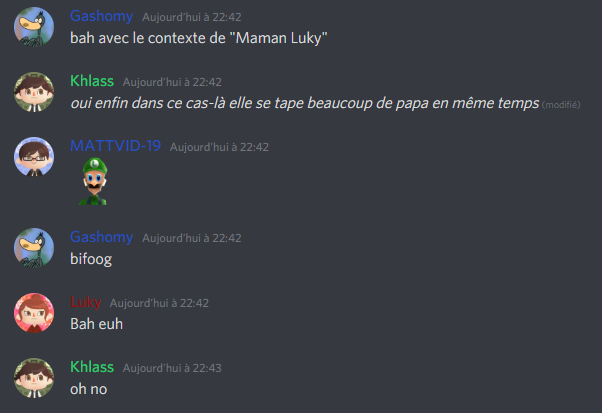 Gashomy Aujourd'hui à 22:42
bah avec le contexte de "Maman Luky"
Khlass Aujourd'hui à 22:42
oui enfin dans ce cas-là elle se tape beaucoup de papa en même temps (modifié)
MATTVID-19 Aujourd'hui à 22:42
Gashomy Aujourd'hui à 22:42
bifoog
Luky Aujourd'hui à 22:42
Bah euh
Khlass Aujourd'hui à 22:43
oh no